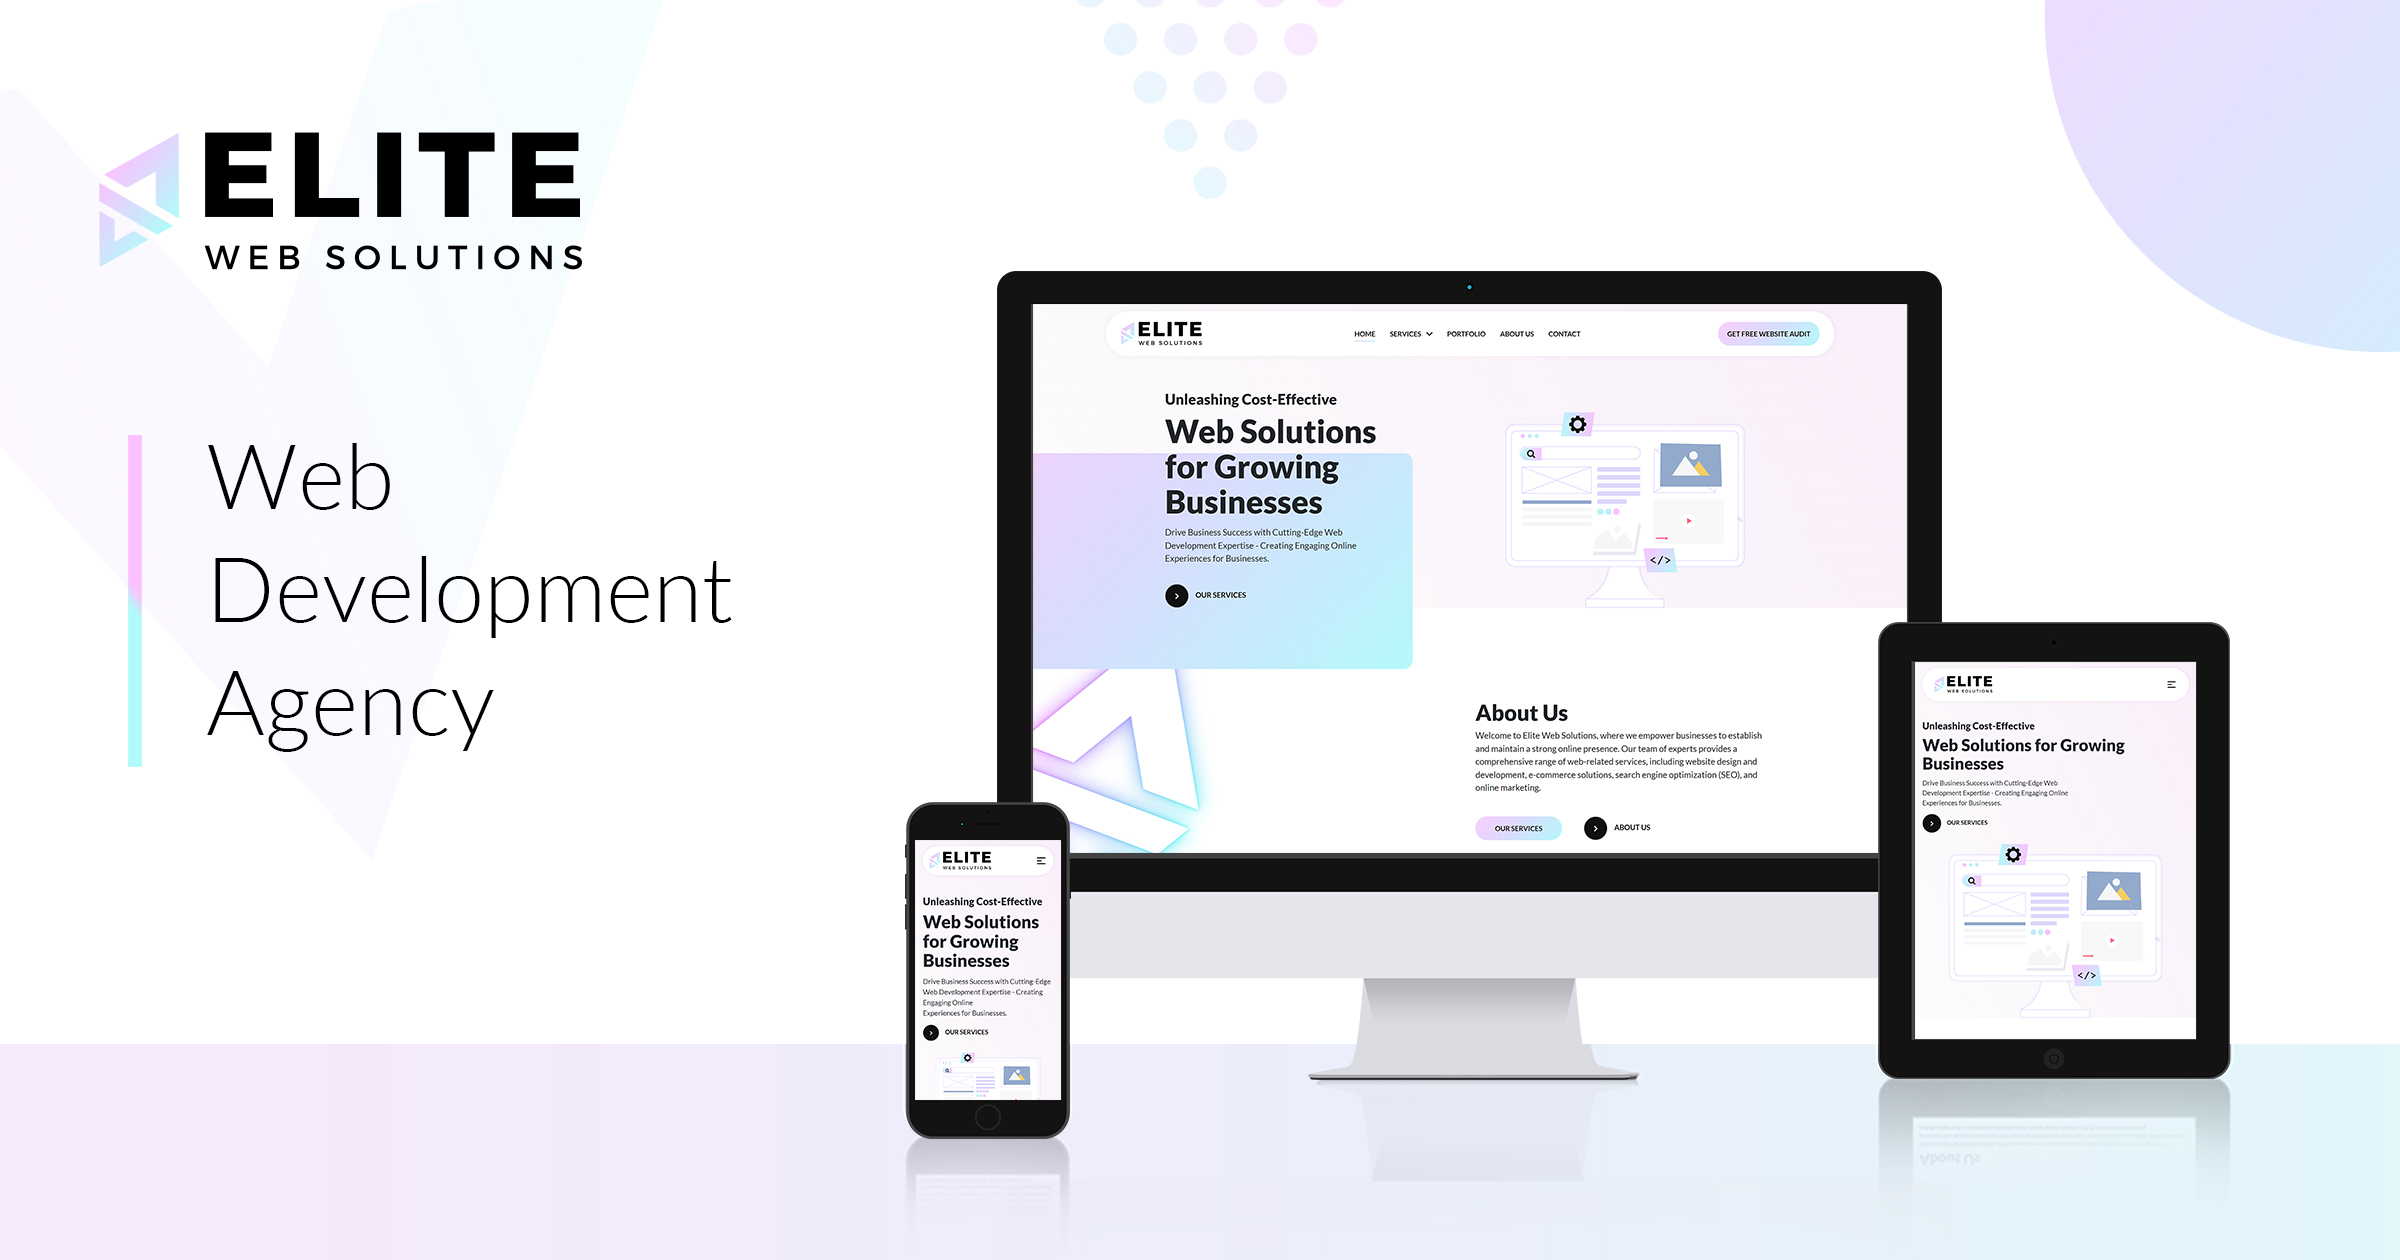 ELITE
WEB SOLUTIONS
Web
Development
Agency
ELITE
WEB SOLUTIONS
HOME SERVICES PORTFOLIO ABOUT US CONTACT
GET FREE WEBSITE AUDIT
Unleashing Cost-Effective
Web Solutions
for Growing
Businesses
Drive Business Success with Cutting-Edge Web
Development Expertise - Creating Engaging Online
Experiences for Businesses.
OUR SERVICES
</>
About Us
Welcome to Elite Web Solutions, where we empower businesses to establish
and maintain a strong online presence. Our team of experts provides a
comprehensive range of web-related services, including website design and
development, e-commerce solutions, search engine optimization (SEO), and
online marketing.
OUR SERVICES
ABOUT US
ELITE
WEB SOLUTIONS
Unleashing Cost-Effective
Web Solutions
for Growing
Businesses
Drive Business Success with Cutting-Edge
Web Development Expertise - Creating
Engaging Online
Experiences for Businesses.
OUR SERVICES
ELITE
WEB SOLUTIONS
Unleashing Cost-Effective
Web Solutions for Growing
Businesses
Drive Business Success with Cutting-Edge Web
Development Expertise - Creating Engaging Online
Experiences for Businesses.
OUR SERVICES
</>
About Us